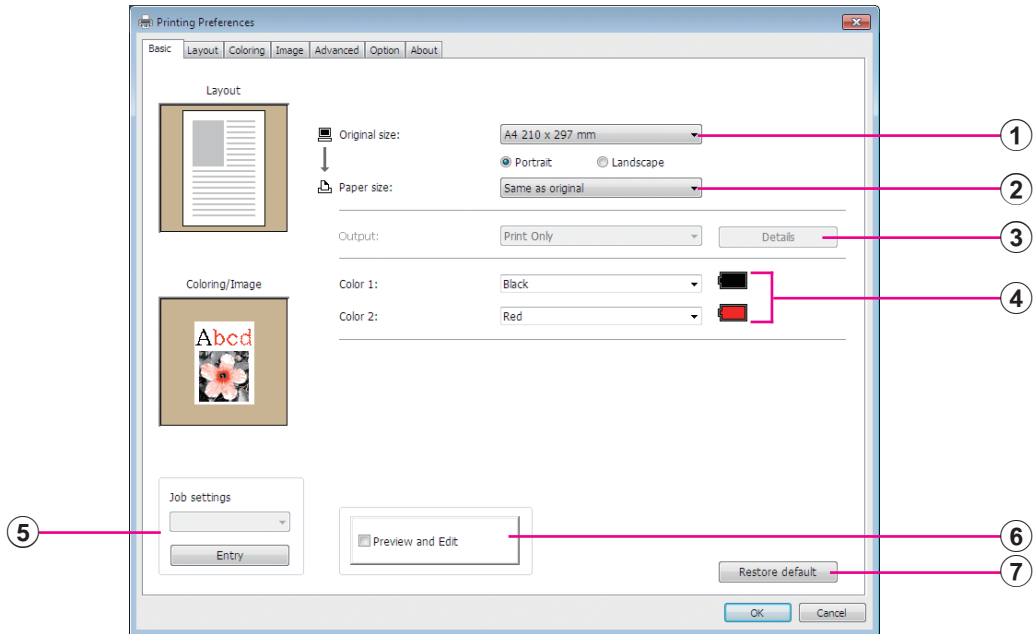 Printing Preferences
Basic Layout Coloring Image Advanced Option About
Layout
Original size: A4 210 x 297 mm 1
Portrait Landscape
Paper size: Same as original 2
Output: Print Only Details 3
Coloring/Image
Color 1: Black
4
Color 2: Red
Abcd
Job settings
5
Preview and Edit 6
Entry
Restore default 7
OK Cancel